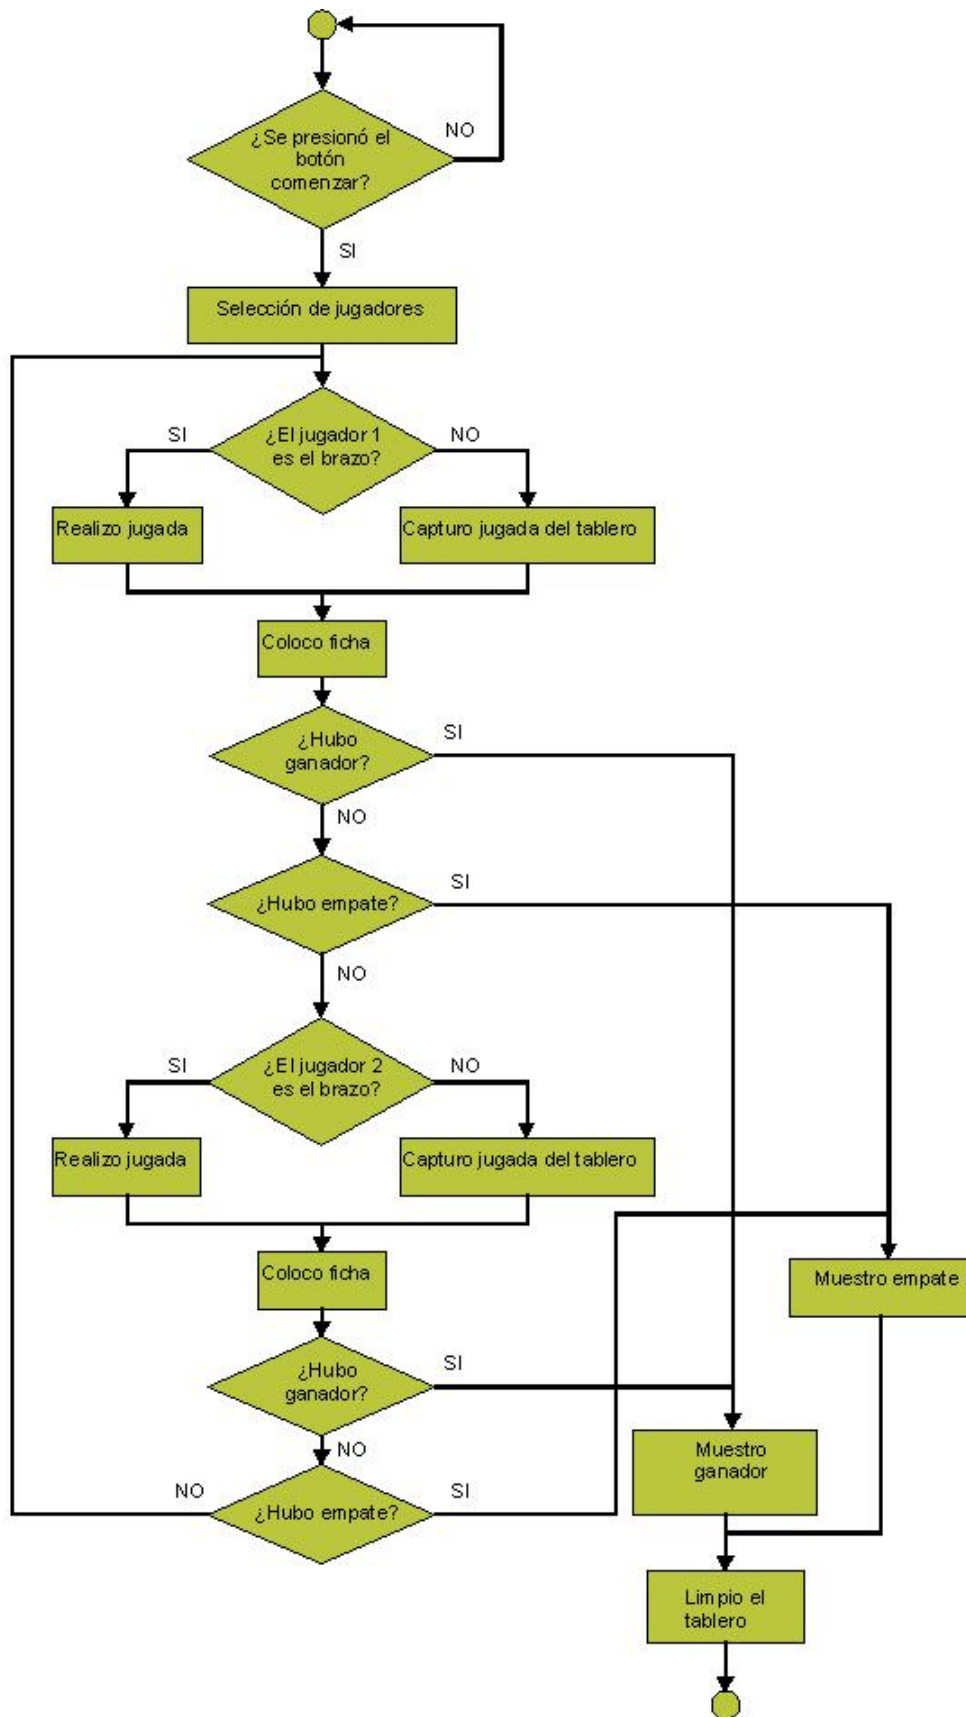 ¿Se presionó el
botón
comenzar?
NO
SI
Selección de jugadores
¿El jugador 1
es el brazo?
SI
NO
Realizo jugada
Capturo jugada del tablero
Coloco ficha
¿Hubo
ganador?
SI
NO
¿Hubo empate?
SI
NO
¿El jugador 2
es el brazo?
SI
NO
Realizo jugada
Capturo jugada del tablero
Coloco ficha
Muestro empate
¿Hubo
ganador?
SI
NO
Muestro
ganador
NO
¿Hubo empate?
SI
Limpio el
tablero